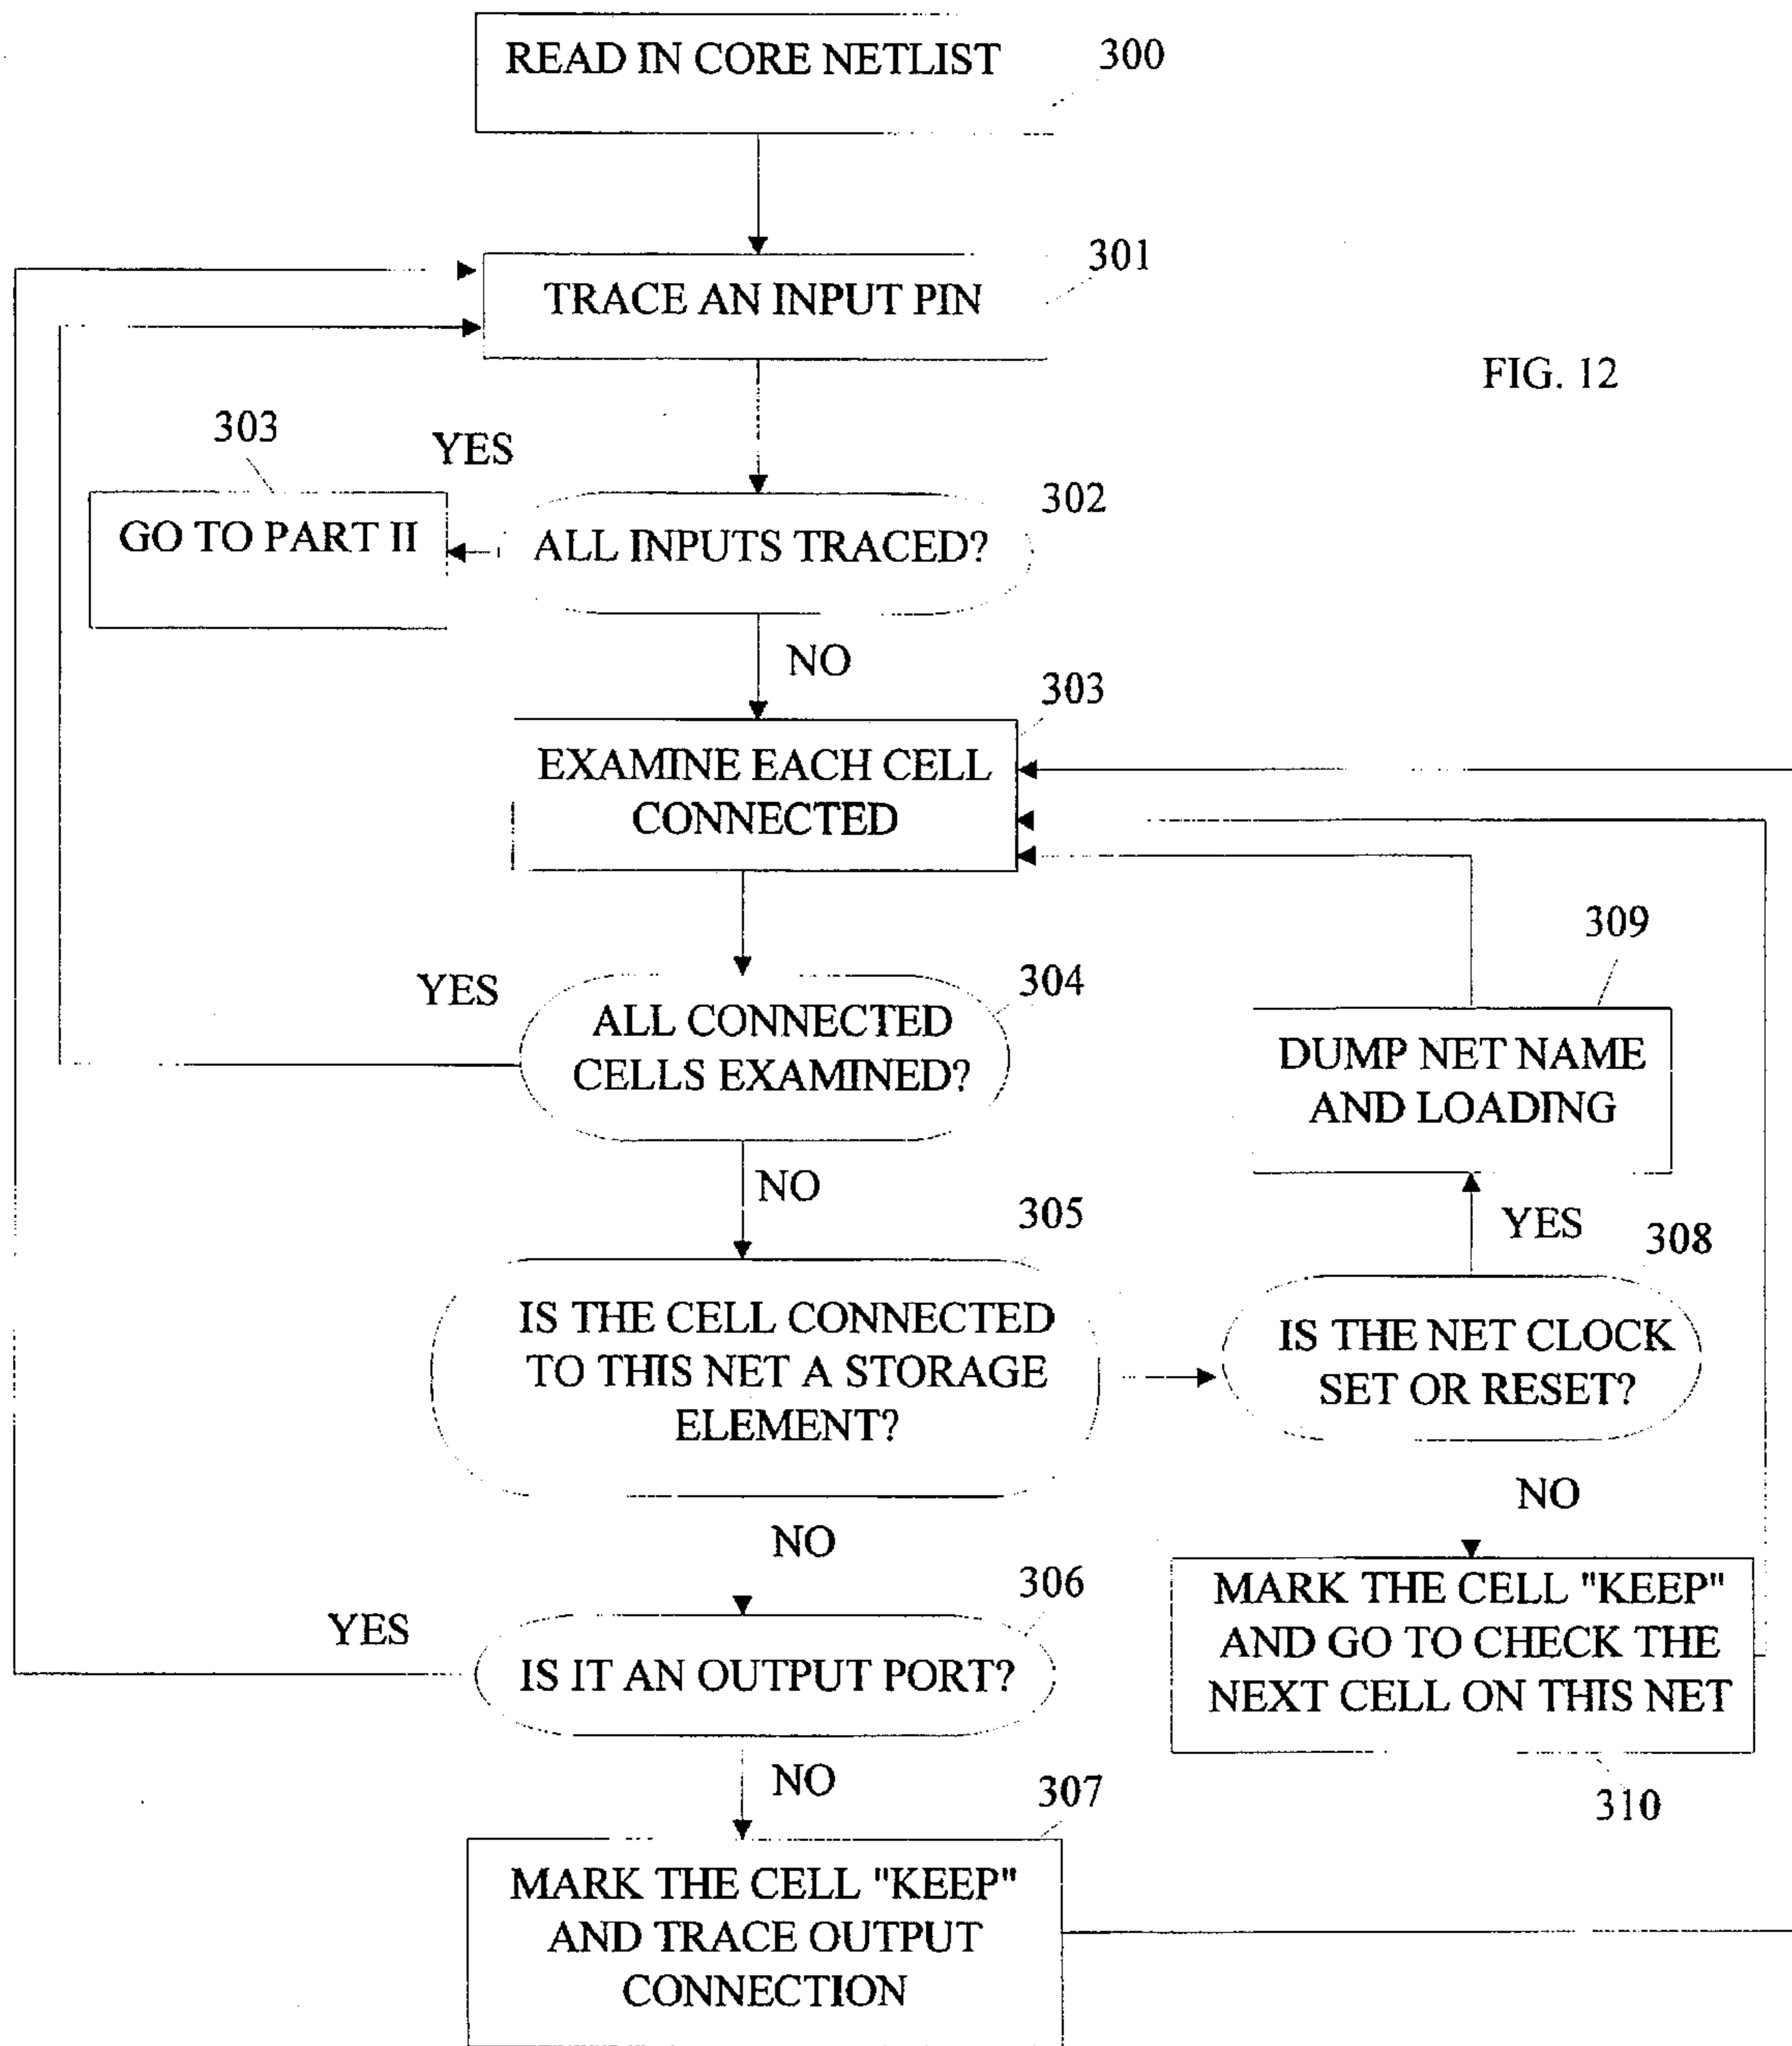 READ IN CORE NETLIST
300
301
TRACE AN INPUT PIN
FIG. 12
303
YES
302
GO TO PART II
ALL INPUTS TRACED?
NO
303
EXAMINE EACH CELL
CONNECTED
309
YES
304
ALL CONNECTED
CELLS EXAMINED?
DUMP NET NAME
AND LOADING
NO
305
YES
308
IS THE CELL CONNECTED
TO THIS NET A STORAGE
ELEMENT?
IS THE NET CLOCK
SET OR RESET?
NO
NO
306
YES
IS IT AN OUTPUT PORT?
MARK THE CELL "KEEP"
AND GO TO CHECK THE
NEXT CELL ON THIS NET
NO
307
310
MARK THE CELL "KEEP"
AND TRACE OUTPUT
CONNECTION